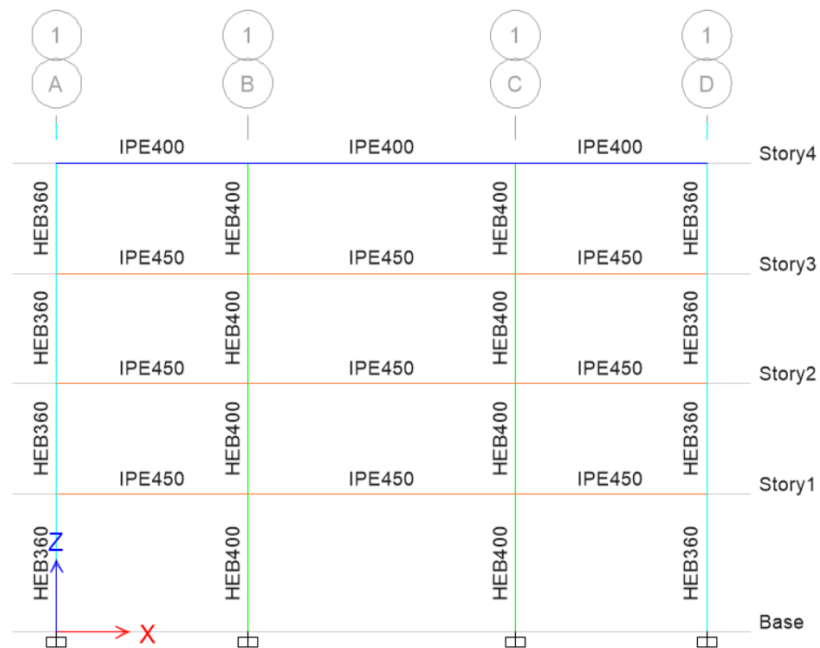 1 1 1 1
A B C D
IPE400 IPE400 IPE400 Story4
HEB360 HEB400 HEB400 HEB360
IPE450 IPE450 IPE450 Story3
HEB360 HEB400 HEB400 HEB360
IPE450 IPE450 IPE450 Story2
HEB360 HEB400 HEB400 HEB360
IPE450 IPE450 IPE450 Story1
HEB360 HEB400 HEB400 HEB360
Z
X Base